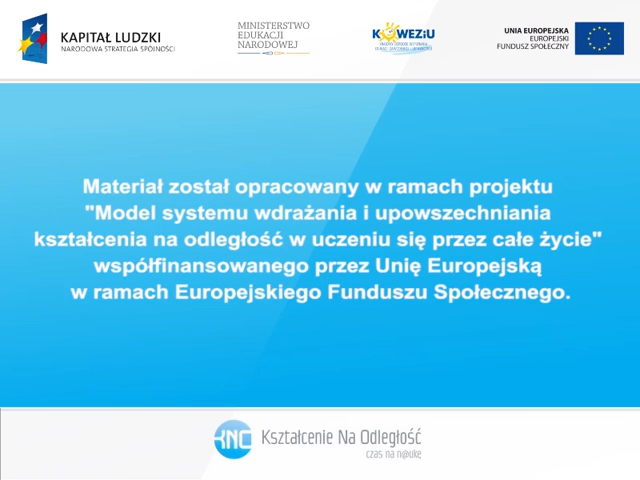 KAPITAŁ LUDZKI
NARODOWA STRATEGIA SPÓJNOŚCI
MINISTERSTWO
EDUKACJI
NARODOWEJ
KOWEZiU
UNIA EUROPEJSKA
EUROPEJSKI
FUNDUSZ SPOŁECZNY
Materiał został opracowany w ramach projektu
"Model systemu wdrażania i upowszechniania
kształcenia na odległość w uczeniu się przez całe życie"
współfinansowanego przez Unię Europejską
w ramach Europejskiego Funduszu Społecznego.
KNO Kształcenie Na Odległość
czas na n@ukę